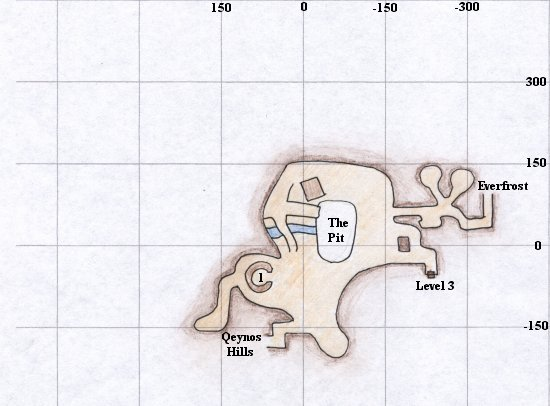 150 0 -150 -300
300
150
Everfrost
The
Pit
0
1
Level 3
-150
Qeynos
Hills